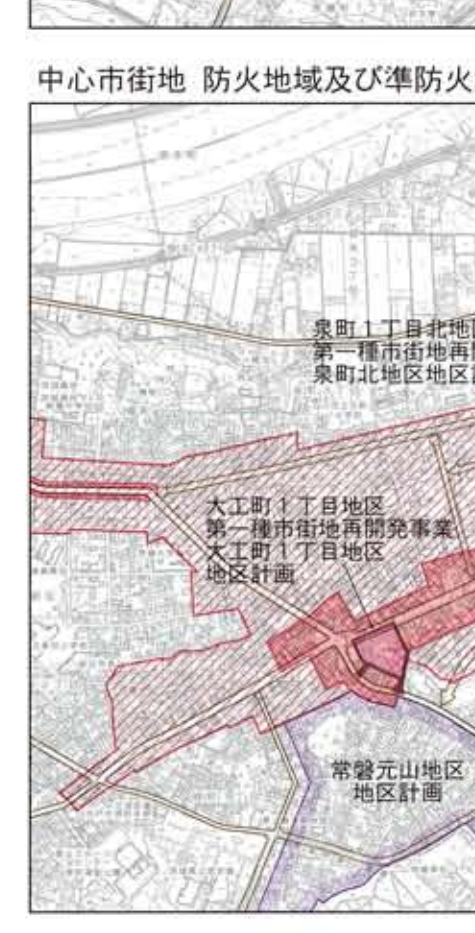 中心市街地 防火地域及び準防火
泉町1丁目北地
第一種市街地再
泉町北地区地区
大工町1丁目地区
第一種市街地再開発事業
大工町1丁目地区
地区計画
常磐元山地区
地区計画